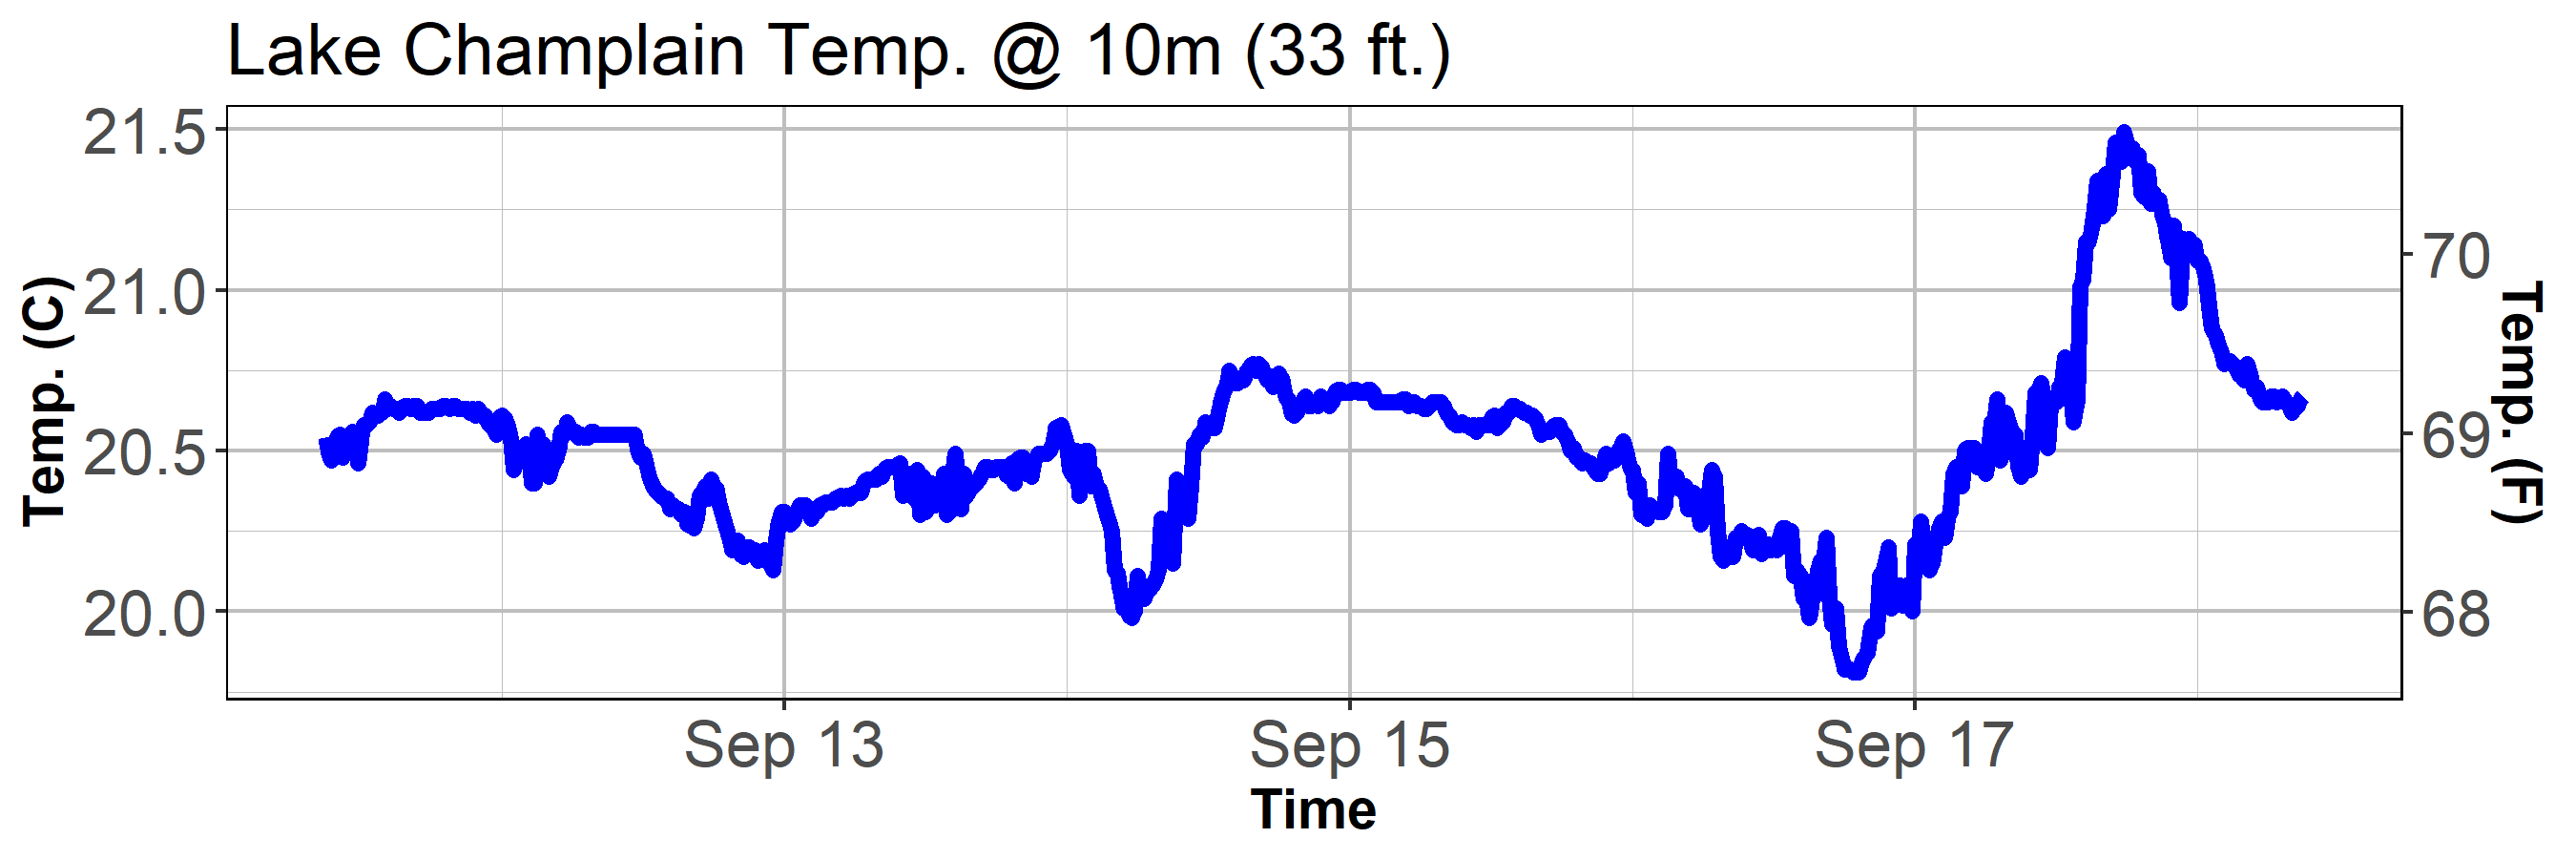 Lake Champlain Temp. @ 10m (33 ft.)
21.5
21.0
20.5
20.0
Temp. (C)
70
69
68
Temp. (F)
Sep 13 Sep 15 Sep 17
Time